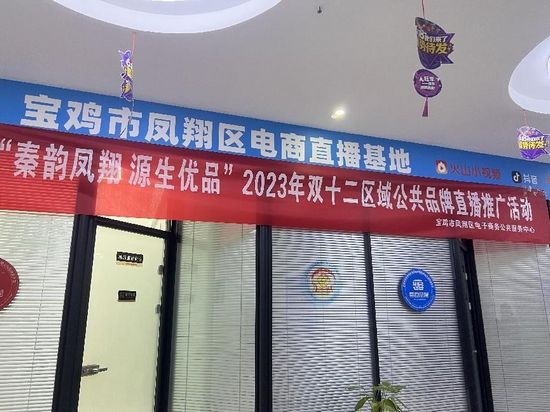 待发
宝鸡市凤翔区电商直播基地
火山小视频
抖音
“秦韵凤翔 源生优品”2023年双十二区域公共品牌直播推广活动
宝鸡市凤翔区电子商务公共服务中心